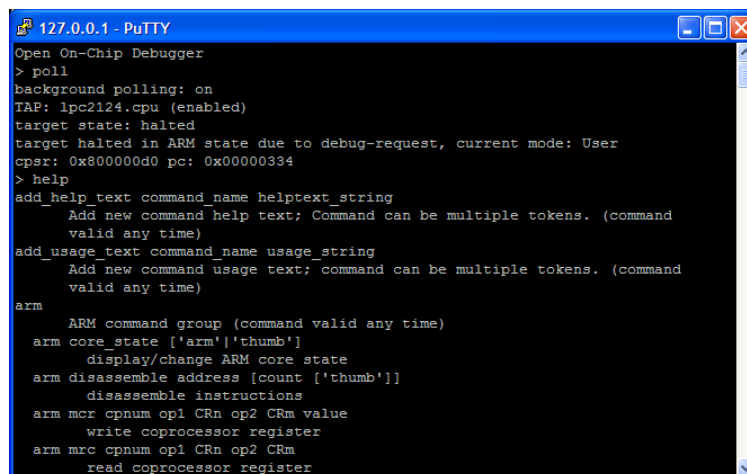 127.0.0.1 - PuTTY
Open On-Chip Debugger
> poll
background polling: on
TAP: lpc2124.cpu (enabled)
target state: halted
target halted in ARM state due to debug-request, current mode: User
cpsr: 0x800000d0 pc: 0x00000334
> help
add_help_text command_name helptext_string
      Add new command help text; Command can be multiple tokens. (command
      valid any time)
add_usage_text command_name usage_string
      Add new command usage text; command can be multiple tokens. (command
      valid any time)
arm
      ARM command group (command valid any time)
  arm core_state ['arm'|'thumb']
        display/change ARM core state
  arm disassemble address [count ['thumb']]
        disassemble instructions
  arm mcr cpnum op1 CRn op2 CRm value
        write coprocessor register
  arm mrc cpnum op1 CRn op2 CRm
        read coprocessor register